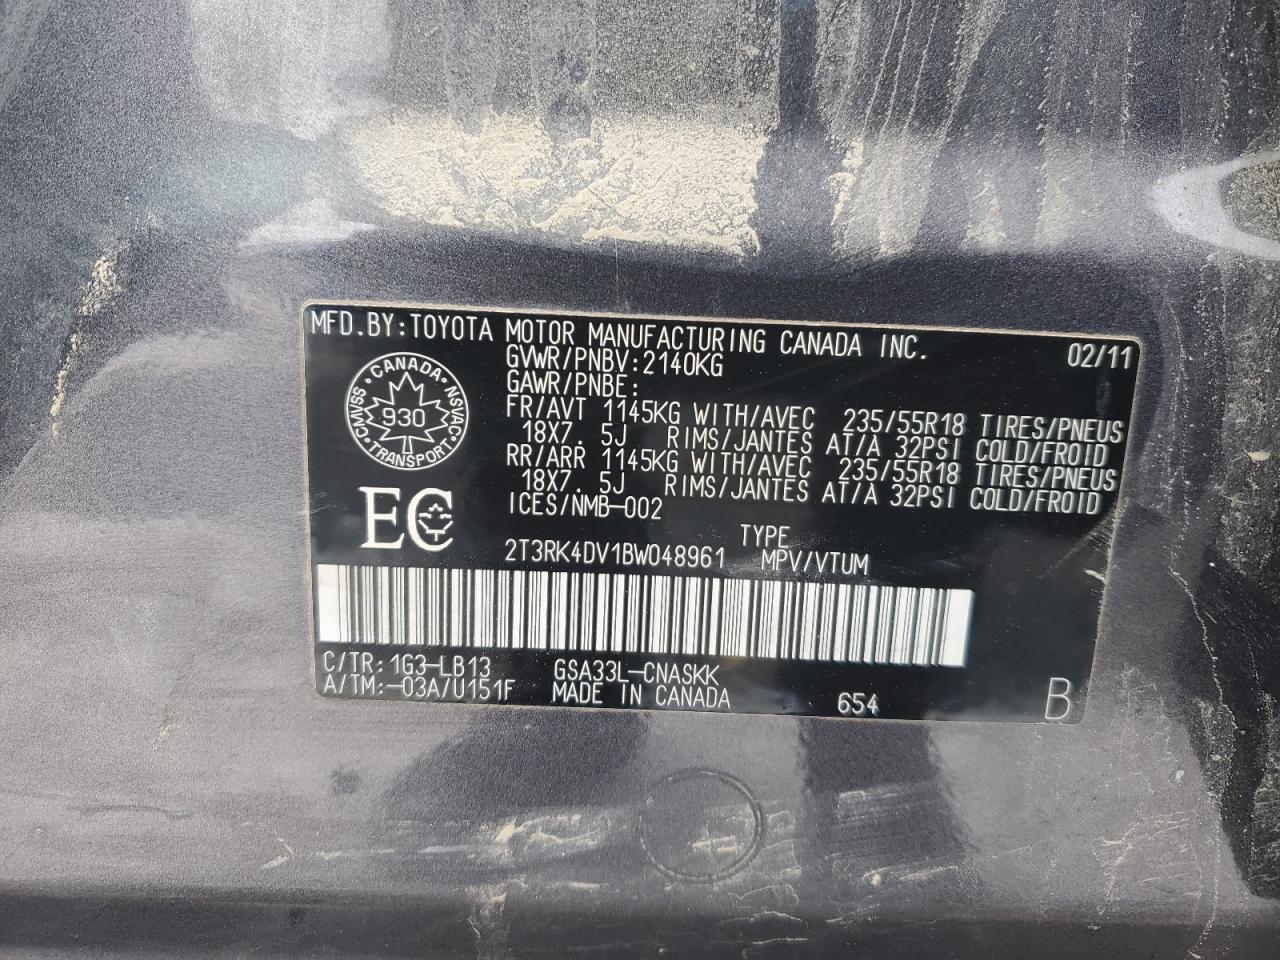 MFD.BY:TOYOTA MOTOR MANUFACTURING CANADA INC. 02/11
GVWR/PNBV:2140KG
GAWR/PNBE:
FR/AVT 1145KG WITH/AVEC 235/55R18 TIRES/PNEUS
18X7.5J RIMS/JANTES AT/À 32PSI COLD/FROID
RR/ARR 1145KG WITH/AVEC 235/55R18 TIRES/PNEUS
18X7.5J RIMS/JANTES AT/À 32PSI COLD/FROID
ICES/NMB-002
CANADA
CMVSS 930 NSVAC
TRANSPORT
EC
TYPE
2T3RK4DV1BW048961 MPV/VTUM
C/TR:1G3-LB13 GSA33L-CNASKK
A/TM:-03A/U151F MADE IN CANADA 654 B